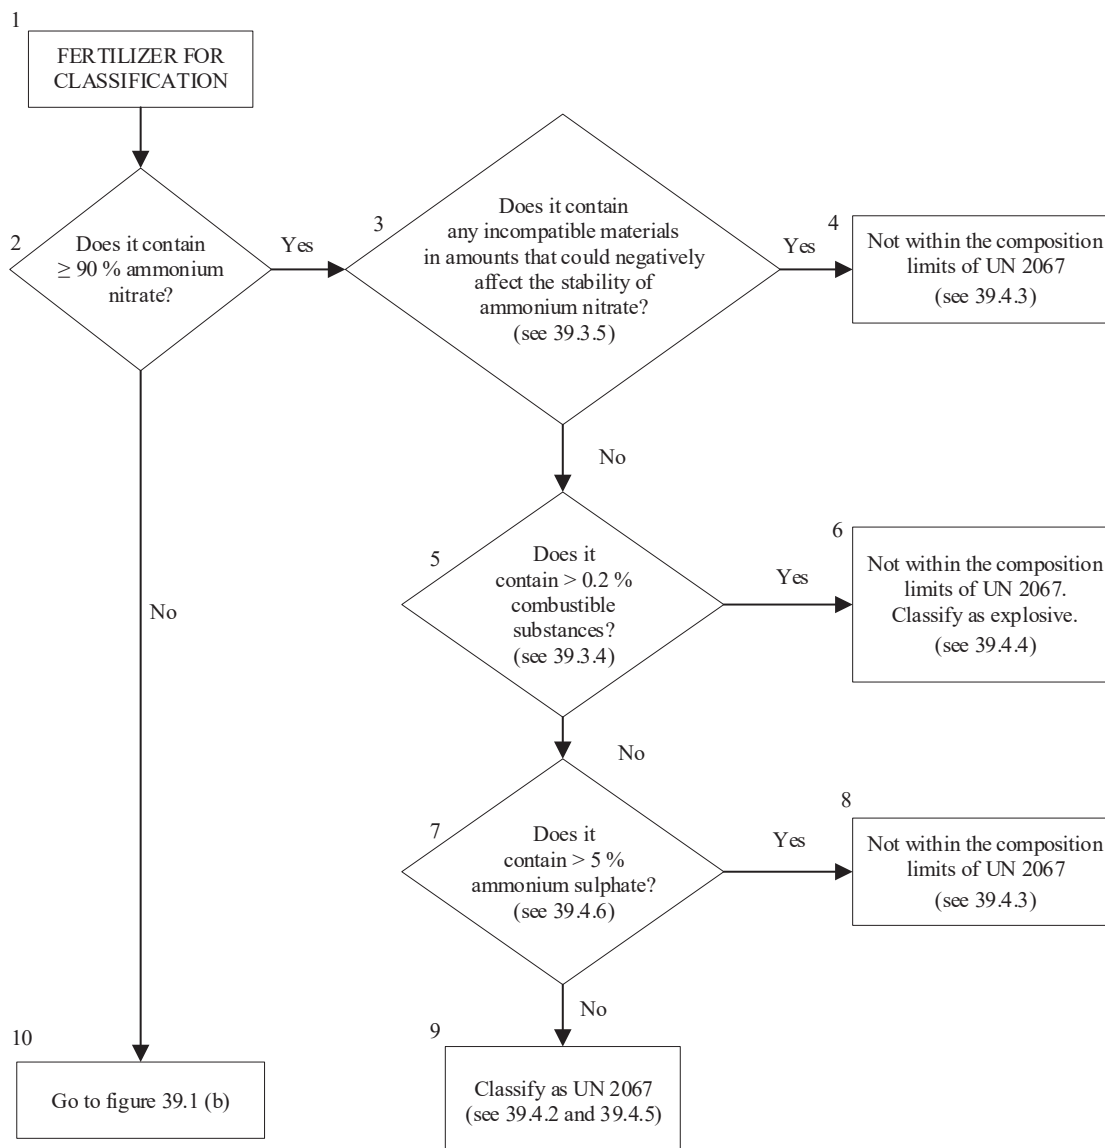 1
FERTILIZER FOR
CLASSIFICATION
2
Does it contain
≥ 90 % ammonium
nitrate?
Yes
3
Does it contain
any incompatible materials
in amounts that could negatively
affect the stability of
ammonium nitrate?
(see 39.3.5)
Yes
4
Not within the composition
limits of UN 2067
(see 39.4.3)
No
5
Does it
contain > 0.2 %
combustible
substances?
(see 39.3.4)
Yes
6
Not within the composition
limits of UN 2067.
Classify as explosive.
(see 39.4.4)
No
No
7
Does it
contain > 5 %
ammonium sulphate?
(see 39.4.6)
Yes
8
Not within the composition
limits of UN 2067
(see 39.4.3)
No
9
Classify as UN 2067
(see 39.4.2 and 39.4.5)
10
Go to figure 39.1 (b)